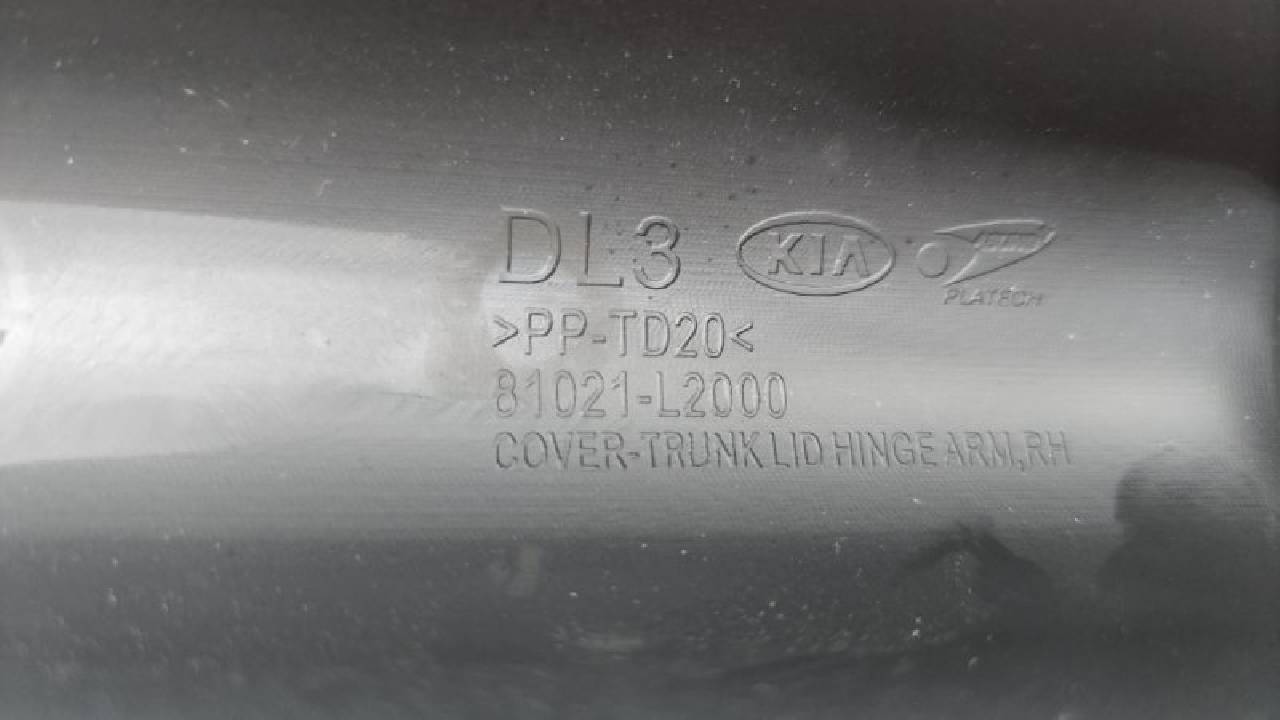 DL3 KIA
PLATECH
>PP-TD20<
81021-L2000
COVER-TRUNK LID HINGE ARM,RH